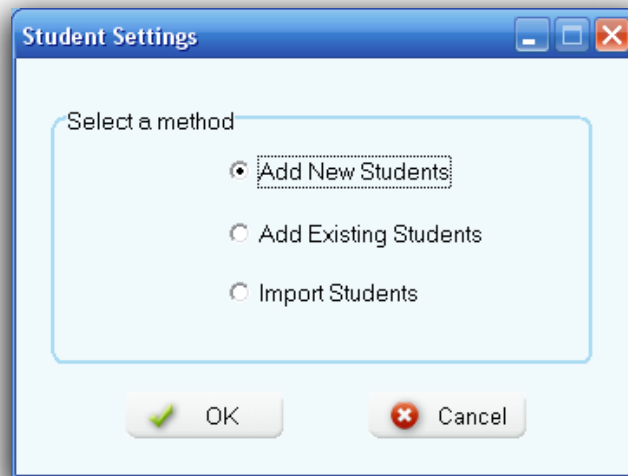 Student Settings
Select a method
Add New Students
Add Existing Students
Import Students
OK
Cancel